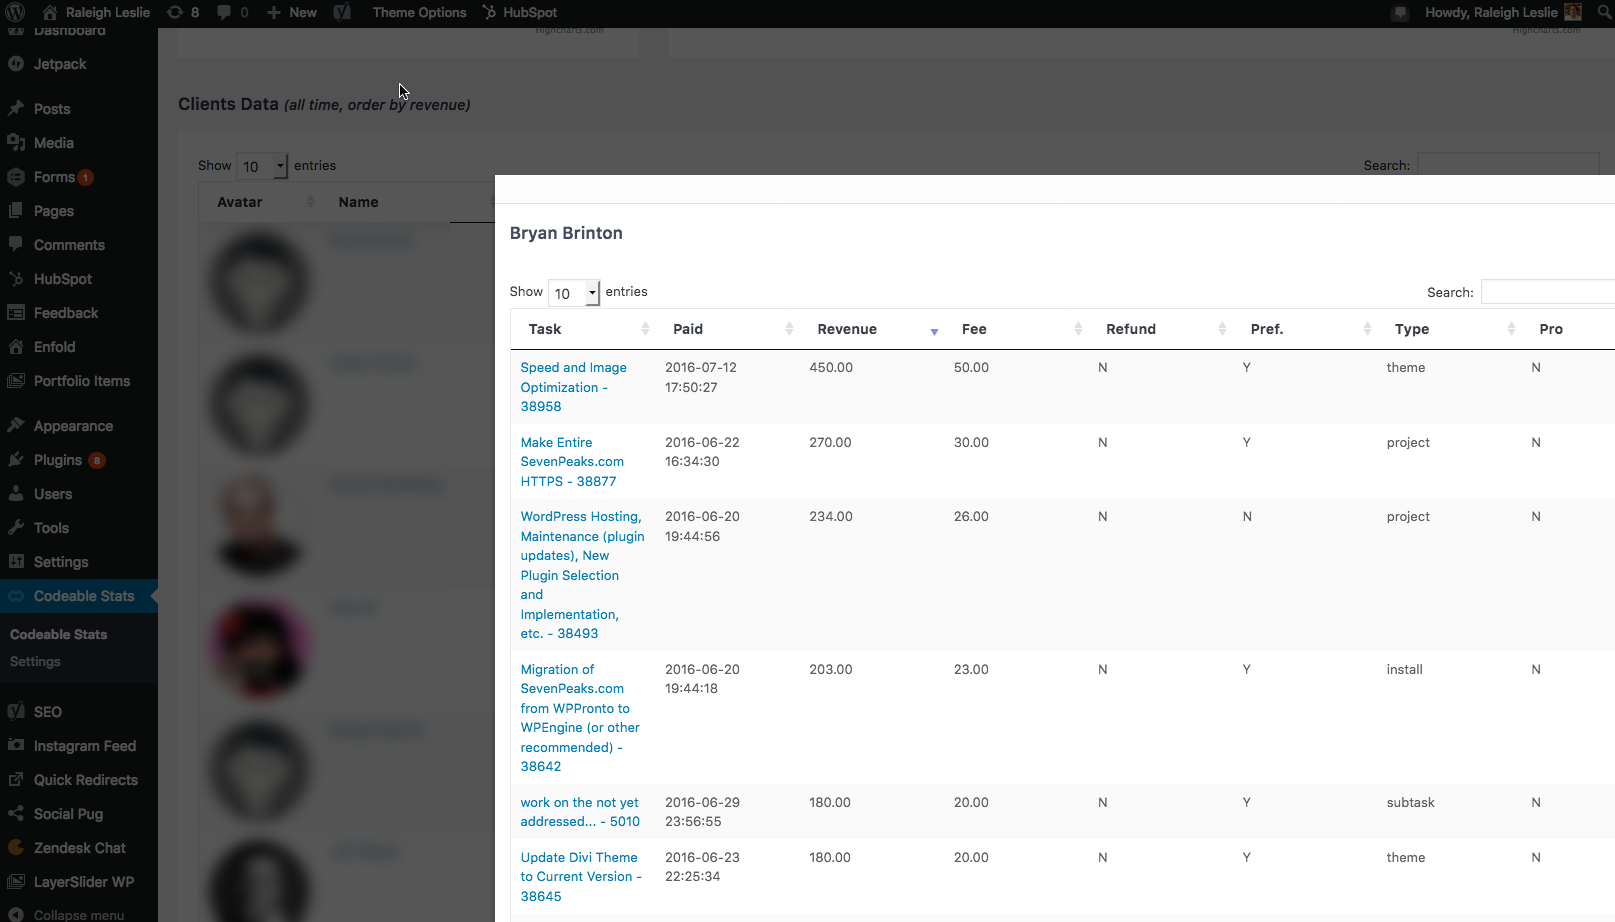 Raleigh Leslie 8 0 New Theme Options HubSpot Howdy, Raleigh Leslie
Dashboard
Jetpack
Posts
Media
Forms 1
Pages
Comments
HubSpot
Feedback
Enfold
Portfolio Items
Appearance
Plugins 8
Users
Tools
Settings
Codeable Stats
Codeable Stats
Settings
SEO
Instagram Feed
Quick Redirects
Social Pug
Zendesk Chat
LayerSlider WP
Collapse menu
Highcharts.com Highcharts.com
Clients Data (all time, order by revenue)
Show 10 entries Search:
Avatar Name
Bryan Brinton
Show 10 entries Search:
Task Paid Revenue Fee Refund Pref. Type Pro
Speed and Image 2016-07-12 450.00 50.00 N Y theme N
Optimization - 17:50:27
38958
Make Entire 2016-06-22 270.00 30.00 N Y project N
SevenPeaks.com 16:34:30
HTTPS - 38877
WordPress Hosting, 2016-06-20 234.00 26.00 N N project N
Maintenance (plugin 19:44:56
updates), New
Plugin Selection
and
Implementation,
etc. - 38493
Migration of 2016-06-20 203.00 23.00 N Y install N
SevenPeaks.com 19:44:18
from WPPronto to
WPEngine (or other
recommended) -
38642
work on the not yet 2016-06-29 180.00 20.00 N Y subtask N
addressed... - 5010 23:56:55
Update Divi Theme 2016-06-23 180.00 20.00 N Y theme N
to Current Version - 22:25:34
38645